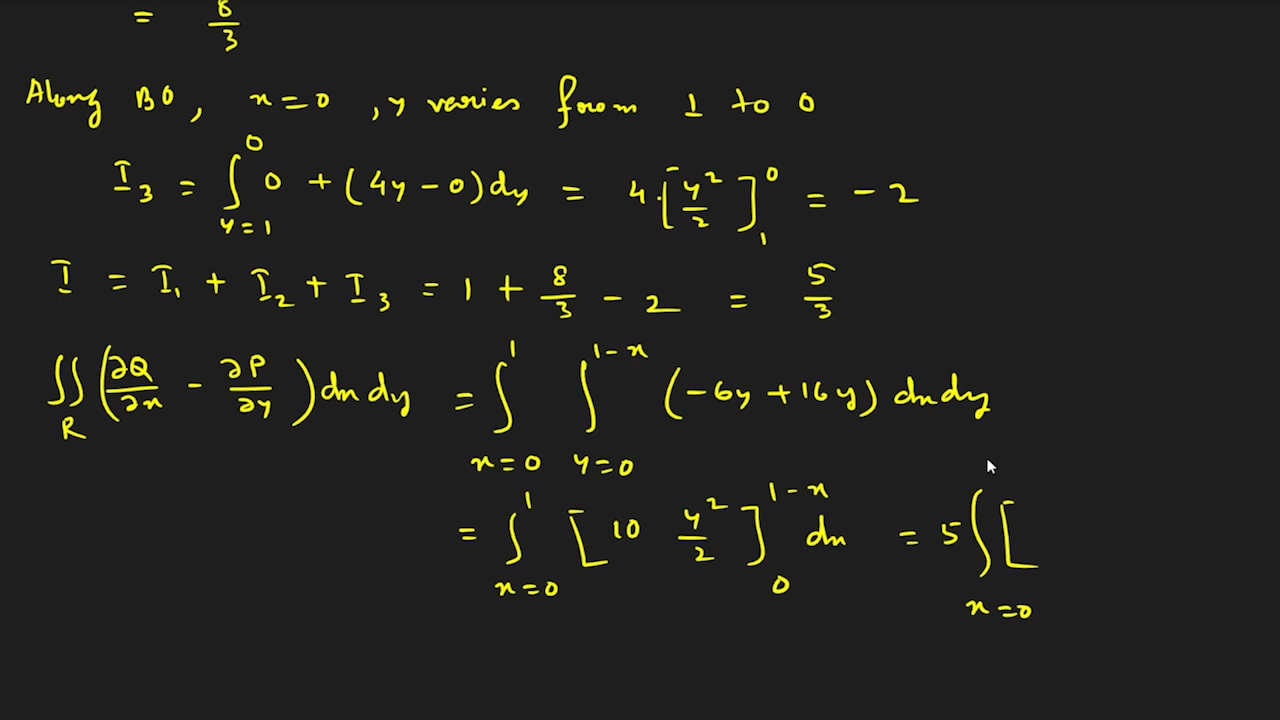 = 8/3
Along BO, x=0, y varies from 1 to 0
I₃ = ∫_{y=1}^{0} 0 + (4y - 0)dy = 4·[y²/2]₁⁰ = -2
I = I₁ + I₂ + I₃ = 1 + 8/3 - 2 = 5/3
∬_R (∂Q/∂x - ∂P/∂y) dx dy = ∫_{x=0}^{1} ∫_{y=0}^{1-x} (-6y + 16y) dx dy
= ∫_{x=0}^{1} [10 y²/2]_0^{1-x} dx = 5 ∫_{x=0} [